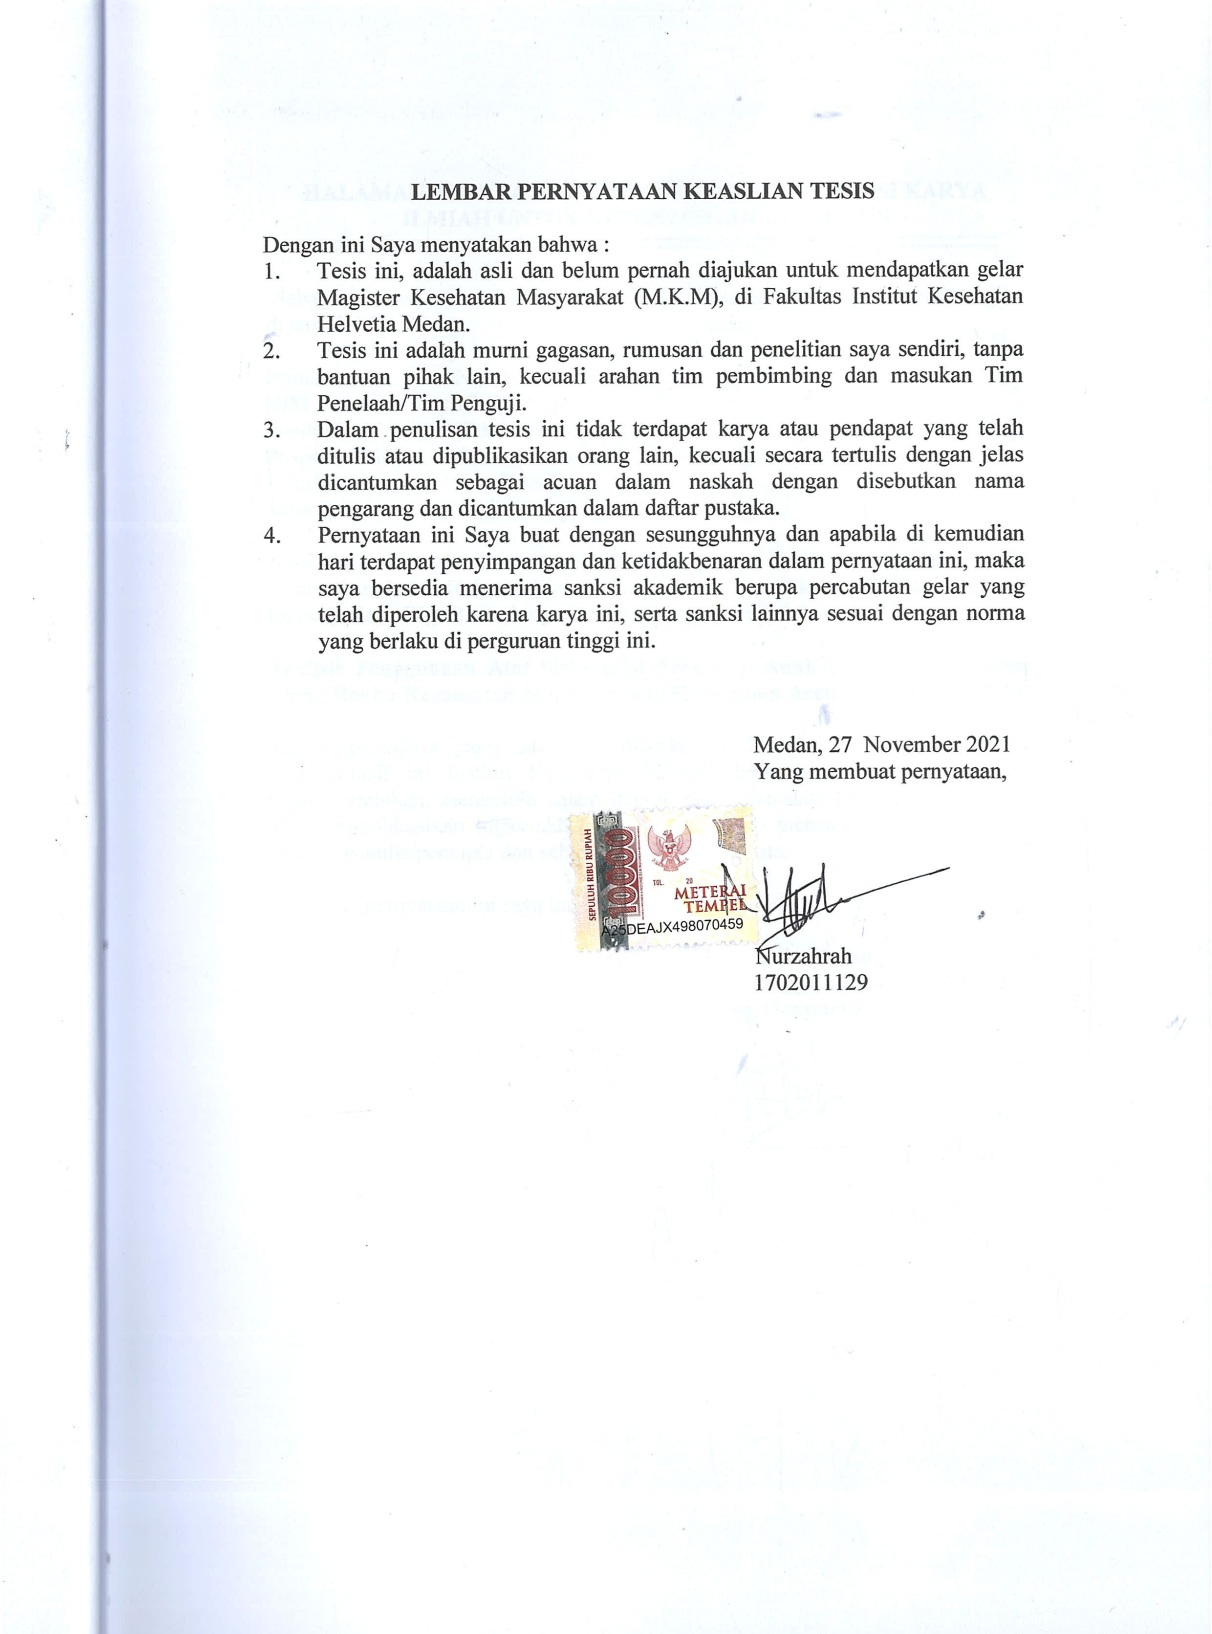 LEMBAR PERNYATAAN KEASLIAN TESIS
Dengan ini Saya menyatakan bahwa :
1. Tesis ini, adalah asli dan belum pernah diajukan untuk mendapatkan gelar
Magister Kesehatan Masyarakat (M.K.M), di Fakultas Institut Kesehatan
Helvetia Medan.
2. Tesis ini adalah murni gagasan, rumusan dan penelitian saya sendiri, tanpa
bantuan pihak lain, kecuali arahan tim pembimbing dan masukan Tim
Penelaah/Tim Penguji.
3. Dalam penulisan tesis ini tidak terdapat karya atau pendapat yang telah
ditulis atau dipublikasikan orang lain, kecuali secara tertulis dengan jelas
dicantumkan sebagai acuan dalam naskah dengan disebutkan nama
pengarang dan dicantumkan dalam daftar pustaka.
4. Pernyataan ini Saya buat dengan sesungguhnya dan apabila di kemudian
hari terdapat penyimpangan dan ketidakbenaran dalam pernyataan ini, maka
saya bersedia menerima sanksi akademik berupa percabutan gelar yang
telah diperoleh karena karya ini, serta sanksi lainnya sesuai dengan norma
yang berlaku di perguruan tinggi ini.
Medan, 27 November 2021
Yang membuat pernyataan,
SEPULUH RIBU RUPIAH
10000
TGL. 20
METERAI
TEMPEL
A25DEAJX498070459
Nurzahrah
1702011129